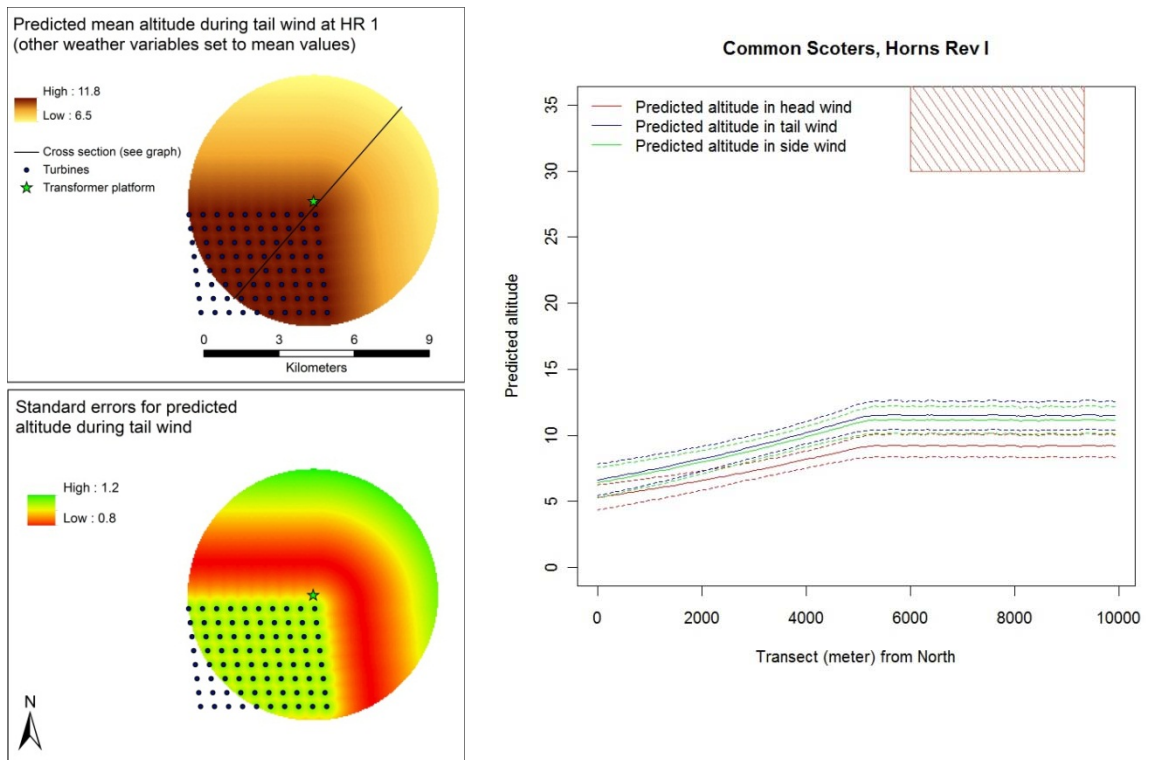 Predicted mean altitude during tail wind at HR 1
(other weather variables set to mean values)
High : 11.8
Low : 6.5
Cross section (see graph)
Turbines
Transformer platform
0 3 6 9
Kilometers
Standard errors for predicted
altitude during tail wind
High : 1.2
Low : 0.8
N
Common Scoters, Horns Rev I
Predicted altitude in head wind
Predicted altitude in tail wind
Predicted altitude in side wind
Predicted altitude
35
30
25
20
15
10
5
0
0 2000 4000 6000 8000 10000
Transect (meter) from North